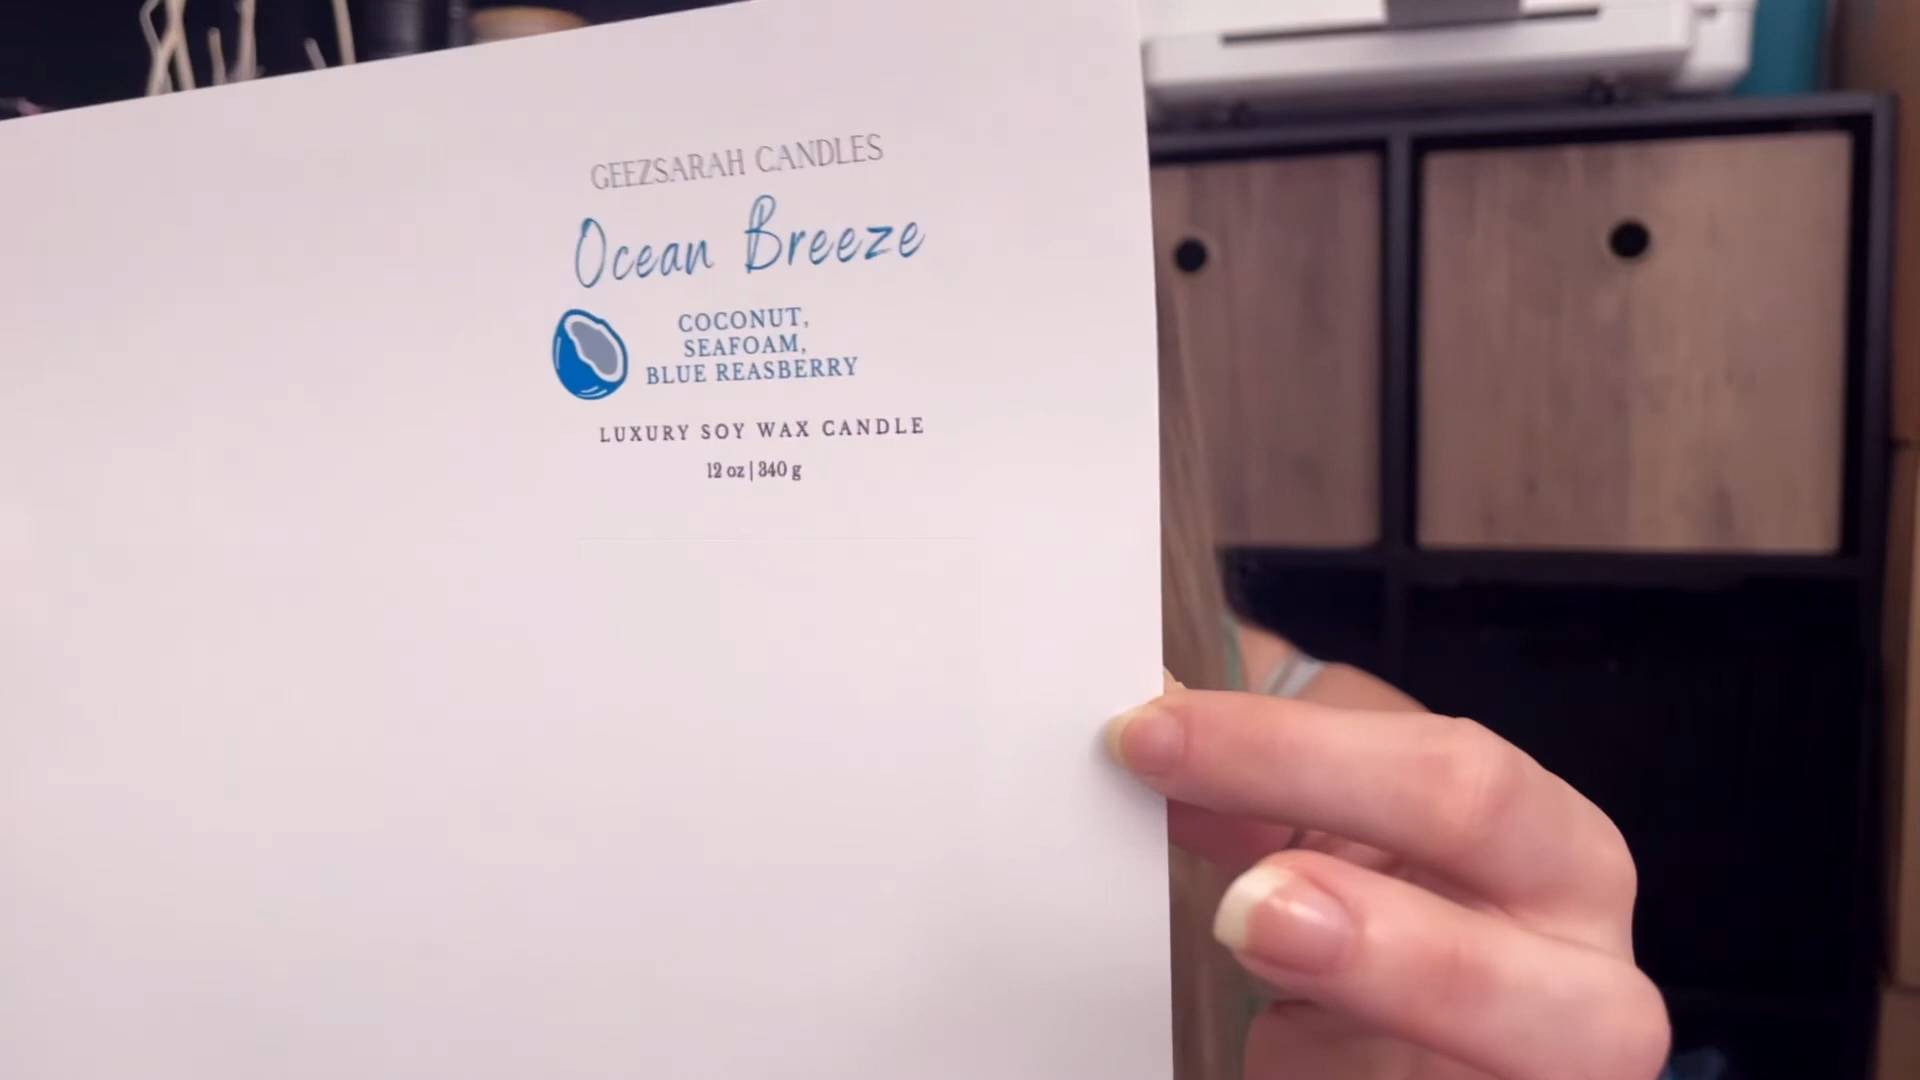 GEEZSARAH CANDLES
Ocean Breeze
COCONUT,
SEAFOAM,
BLUE REASBERRY
LUXURY SOY WAX CANDLE
12 oz | 340 g